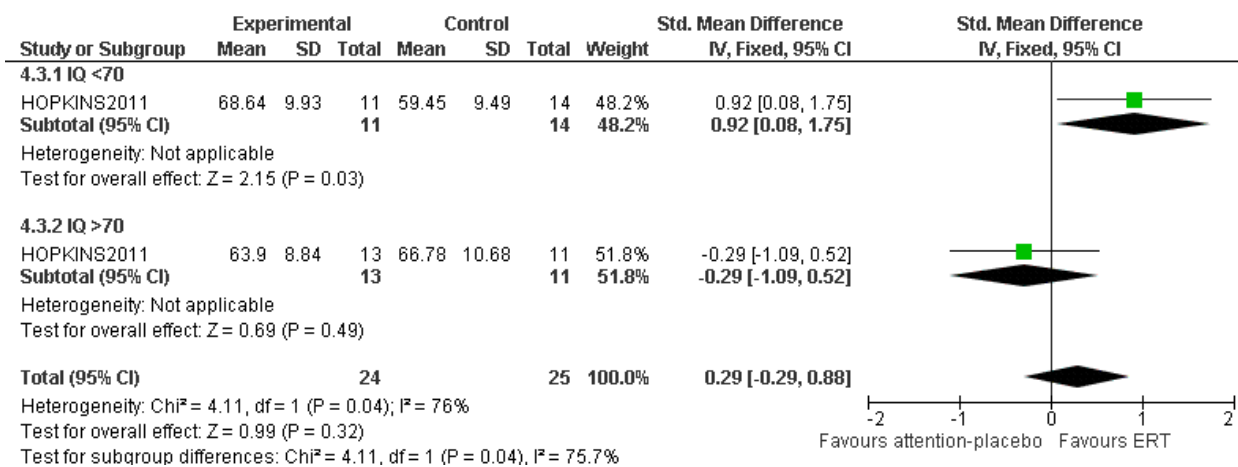 Experimental Control Std. Mean Difference Std. Mean Difference
Study or Subgroup Mean SD Total Mean SD Total Weight IV, Fixed, 95% CI IV, Fixed, 95% CI
4.3.1 IQ <70
HOPKINS2011 68.64 9.93 11 59.45 9.49 14 48.2% 0.92 [0.08, 1.75]
Subtotal (95% CI) 11 14 48.2% 0.92 [0.08, 1.75]
Heterogeneity: Not applicable
Test for overall effect: Z = 2.15 (P = 0.03)
4.3.2 IQ >70
HOPKINS2011 63.9 8.84 13 66.78 10.68 11 51.8% -0.29 [-1.09, 0.52]
Subtotal (95% CI) 13 11 51.8% -0.29 [-1.09, 0.52]
Heterogeneity: Not applicable
Test for overall effect: Z = 0.69 (P = 0.49)
Total (95% CI) 24 25 100.0% 0.29 [-0.29, 0.88]
Heterogeneity: Chi² = 4.11, df = 1 (P = 0.04); I² = 76%
Test for overall effect: Z = 0.99 (P = 0.32)
Test for subgroup differences: Chi² = 4.11, df = 1 (P = 0.04), I² = 75.7%
-2 -1 0 1 2
Favours attention-placebo Favours ERT